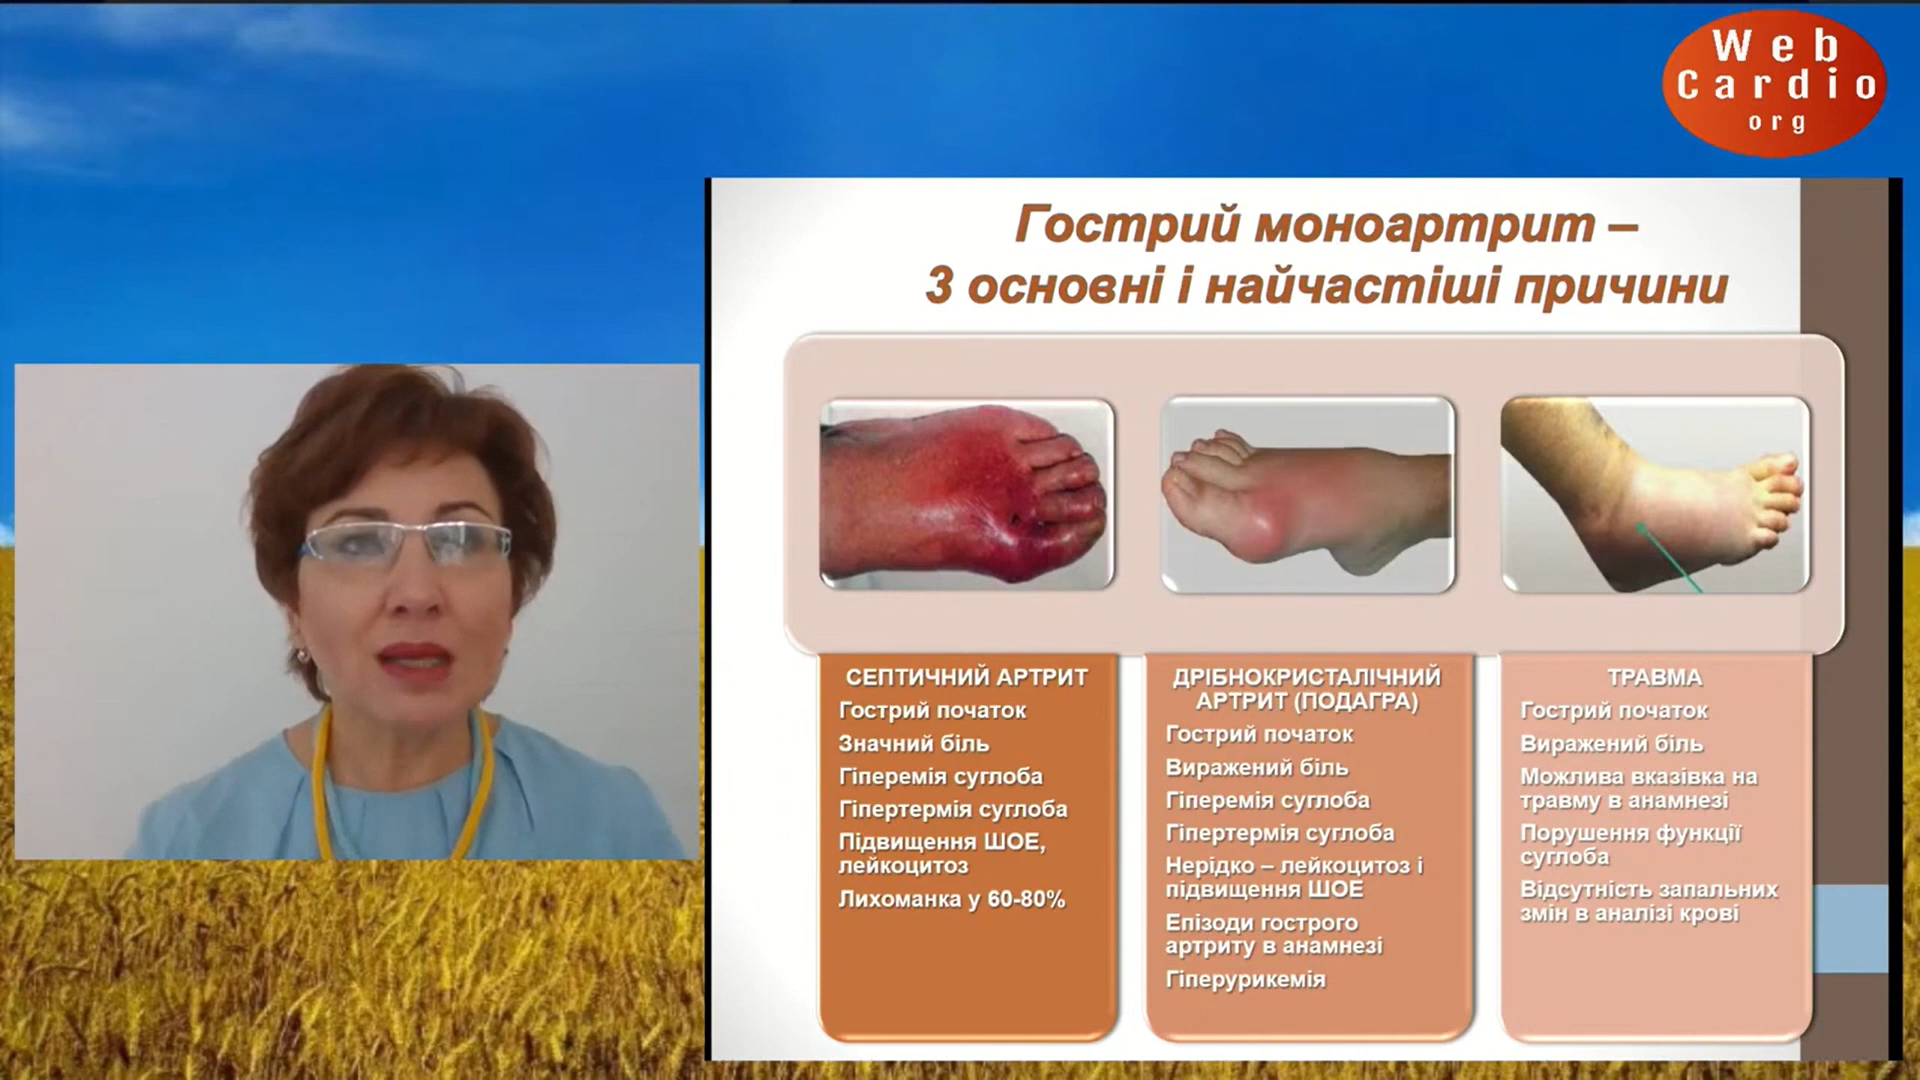 Web
Cardio
org
Гострий моноартрит –
3 основні і найчастіші причини
СЕПТИЧНИЙ АРТРИТ
Гострий початок
Значний біль
Гіперемія суглоба
Гіпертермія суглоба
Підвищення ШОЕ,
лейкоцитоз
Лихоманка у 60-80%
ДРІБНОКРИСТАЛІЧНИЙ
АРТРИТ (ПОДАГРА)
Гострий початок
Виражений біль
Гіперемія суглоба
Гіпертермія суглоба
Нерідко – лейкоцитоз і
підвищення ШОЕ
Епізоди гострого
артриту в анамнезі
Гіперурикемія
ТРАВМА
Гострий початок
Виражений біль
Можлива вказівка на
травму в анамнезі
Порушення функції
суглоба
Відсутність запальних
змін в аналізі крові